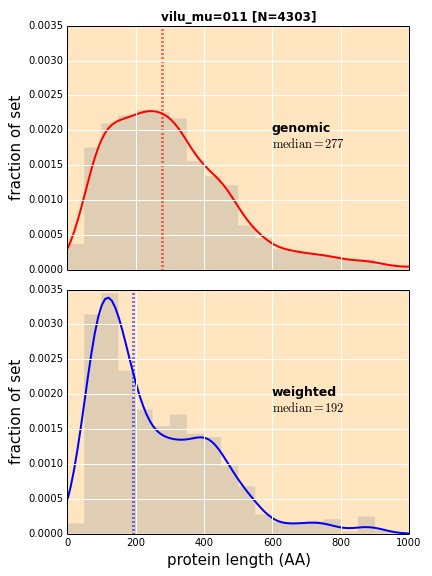 vilu_mu=011 [N=4303]
0.0035
0.0030
0.0025
0.0020
0.0015
0.0010
0.0005
0.0000
fraction of set
genomic
median = 277
0.0035
0.0030
0.0025
0.0020
0.0015
0.0010
0.0005
0.0000
fraction of set
weighted
median = 192
0 200 400 600 800 1000
protein length (AA)